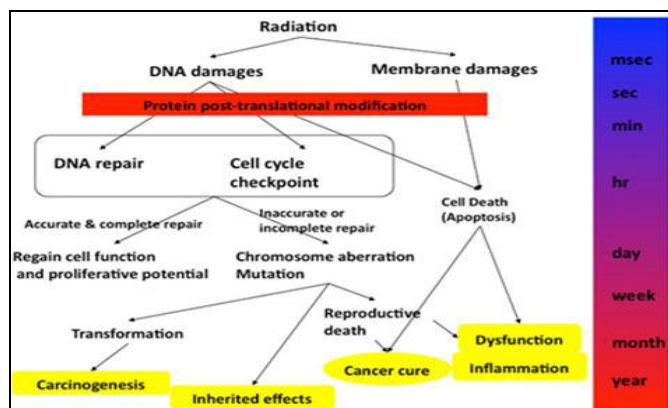 Radiation
DNA damages
Membrane damages
Protein post-translational modification
DNA repair
Cell cycle
checkpoint
Cell Death
(Apoptosis)
Accurate & complete repair
Inaccurate or
incomplete repair
Regain cell function
and proliferative potential
Chromosome aberration
Mutation
Transformation
Reproductive
death
Dysfunction
Inflammation
Cancer cure
Carcinogenesis
Inherited effects
msec
sec
min
hr
day
week
month
year